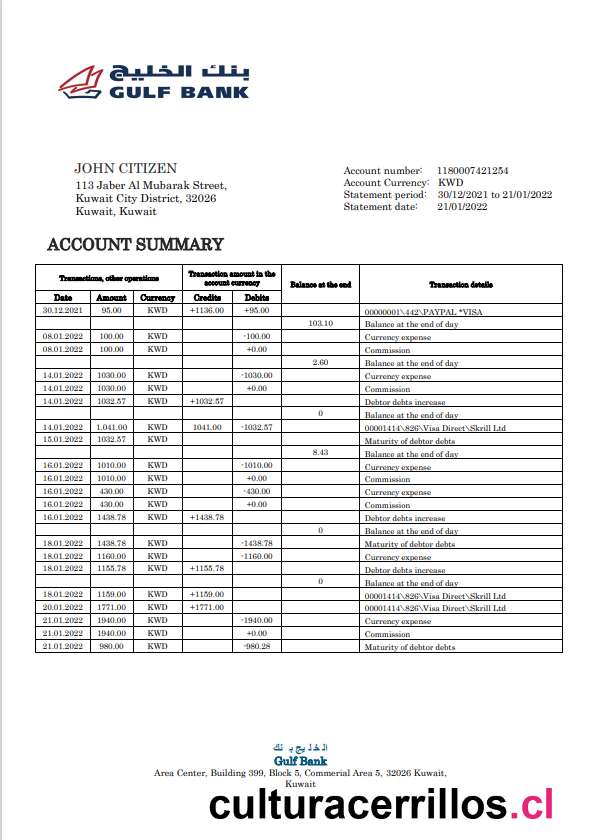 بنك الخليج
GULF BANK
JOHN CITIZEN
113 Jaber Al Mubarak Street,
Kuwait City District, 32026
Kuwait, Kuwait
Account number: 1180007421254
Account Currency: KWD
Statement period: 30/12/2021 to 21/01/2022
Statement date: 21/01/2022
ACCOUNT SUMMARY
Transactions, other operations | Transaction amount in the account currency | Balance at the end | Transaction details
Date | Amount | Currency | Credits | Debits
30.12.2021 | 95.00 | KWD | +1136.00 | +95.00 | | 00000001\442\PAYPAL *VISA
103.10 | Balance at the end of day
08.01.2022 | 100.00 | KWD | | -100.00 | | Currency expense
08.01.2022 | 100.00 | KWD | | +0.00 | | Commission
2.60 | Balance at the end of day
14.01.2022 | 1030.00 | KWD | | -1030.00 | | Currency expense
14.01.2022 | 1030.00 | KWD | | +0.00 | | Commission
14.01.2022 | 1032.57 | KWD | +1032.57 | | | Debtor debts increase
0 | Balance at the end of day
14.01.2022 | 1.041.00 | KWD | 1041.00 | -1032.57 | | 00001414\826\Visa Direct\Skrill Ltd
15.01.2022 | 1032.57 | KWD | | | | Maturity of debtor debts
8.43 | Balance at the end of day
16.01.2022 | 1010.00 | KWD | | -1010.00 | | Currency expense
16.01.2022 | 1010.00 | KWD | | +0.00 | | Commission
16.01.2022 | 430.00 | KWD | | -430.00 | | Currency expense
16.01.2022 | 430.00 | KWD | | +0.00 | | Commission
16.01.2022 | 1438.78 | KWD | +1438.78 | | | Debtor debts increase
0 | Balance at the end of day
18.01.2022 | 1438.78 | KWD | | -1438.78 | | Maturity of debtor debts
18.01.2022 | 1160.00 | KWD | | -1160.00 | | Currency expense
18.01.2022 | 1155.78 | KWD | +1155.78 | | | Debtor debts increase
0 | Balance at the end of day
18.01.2022 | 1159.00 | KWD | +1159.00 | | | 00001414\826\Visa Direct\Skrill Ltd
20.01.2022 | 1771.00 | KWD | +1771.00 | | | 00001414\826\Visa Direct\Skrill Ltd
21.01.2022 | 1940.00 | KWD | | -1940.00 | | Currency expense
21.01.2022 | 1940.00 | KWD | | +0.00 | | Commission
21.01.2022 | 980.00 | KWD | | -980.28 | | Maturity of debtor debts
ال خ ل يج ب نك
Gulf Bank
Area Center, Building 399, Block 5, Commerial Area 5, 32026 Kuwait,
Kuwait
culturacerrillos.cl